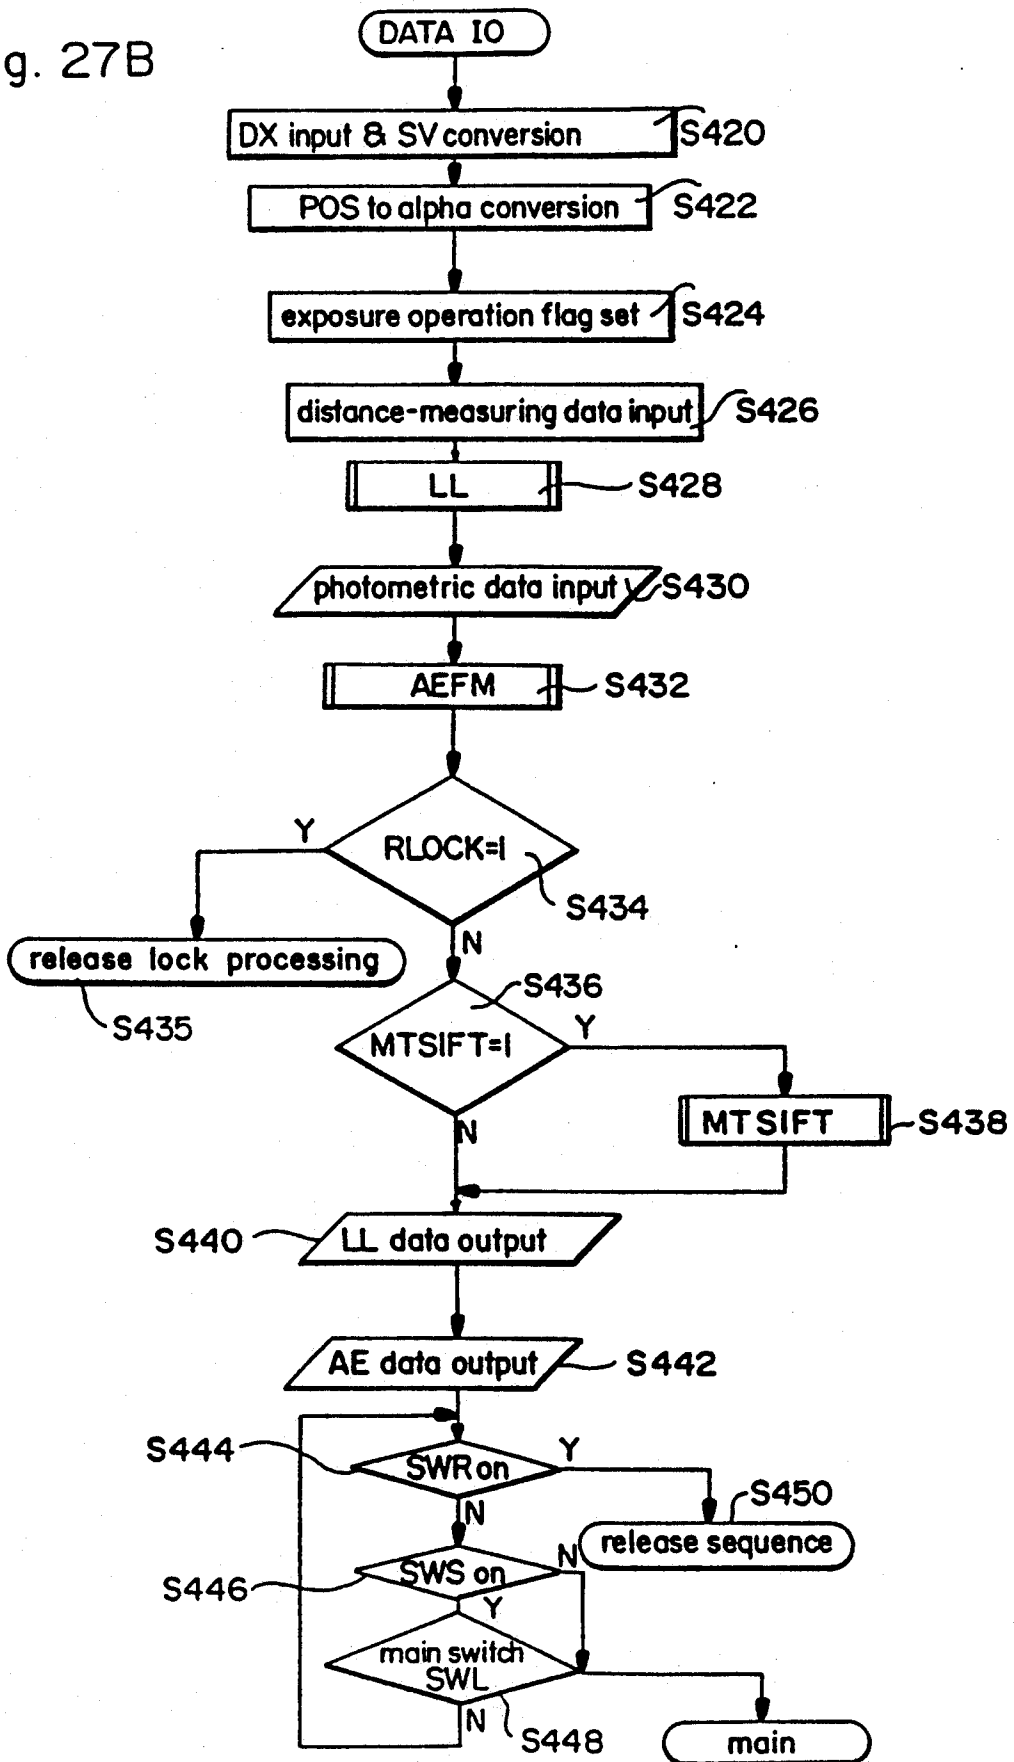 DATA IO
g. 27B
DX input & SV conversion
S420
POS to alpha conversion
S422
exposure operation flag set
S424
distance-measuring data input
S426
LL
S428
photometric data input
S430
AEFM
S432
RLOCK=1
Y
S434
N
release lock processing
S435
S436
MTSIFT=1
Y
N
MTSIFT
S438
S440
LL data output
AE data output
S442
S444
SWR on
Y
N
S450
release sequence
S446
SWS on
N
Y
main switch
SWL
N
S448
main